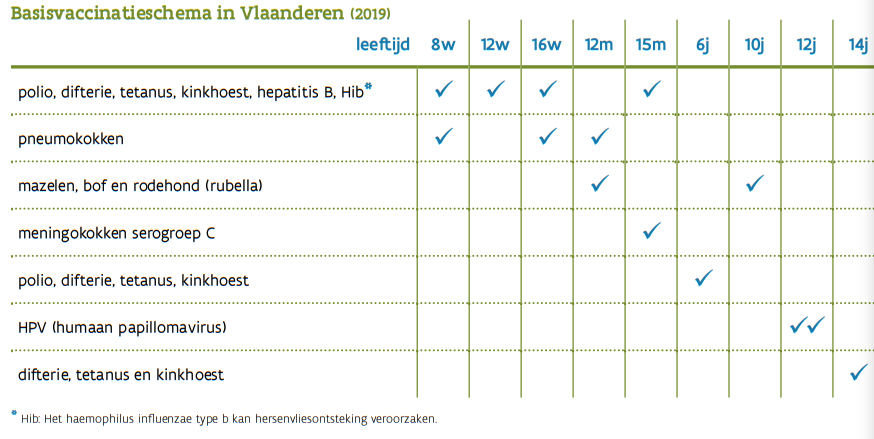 Basisvaccinatieschema in Vlaanderen (2019)
leeftijd 8w 12w 16w 12m 15m 6j 10j 12j 14j
polio, difterie, tetanus, kinkhoest, hepatitis B, Hib* ✓ ✓ ✓ ✓
pneumokokken ✓ ✓ ✓
mazelen, bof en rodehond (rubella) ✓ ✓
meningokokken serogroep C ✓
polio, difterie, tetanus, kinkhoest ✓
HPV (humaan papillomavirus) ✓✓
difterie, tetanus en kinkhoest ✓
* Hib: Het haemophilus influenzae type b kan hersenvliesontsteking veroorzaken.